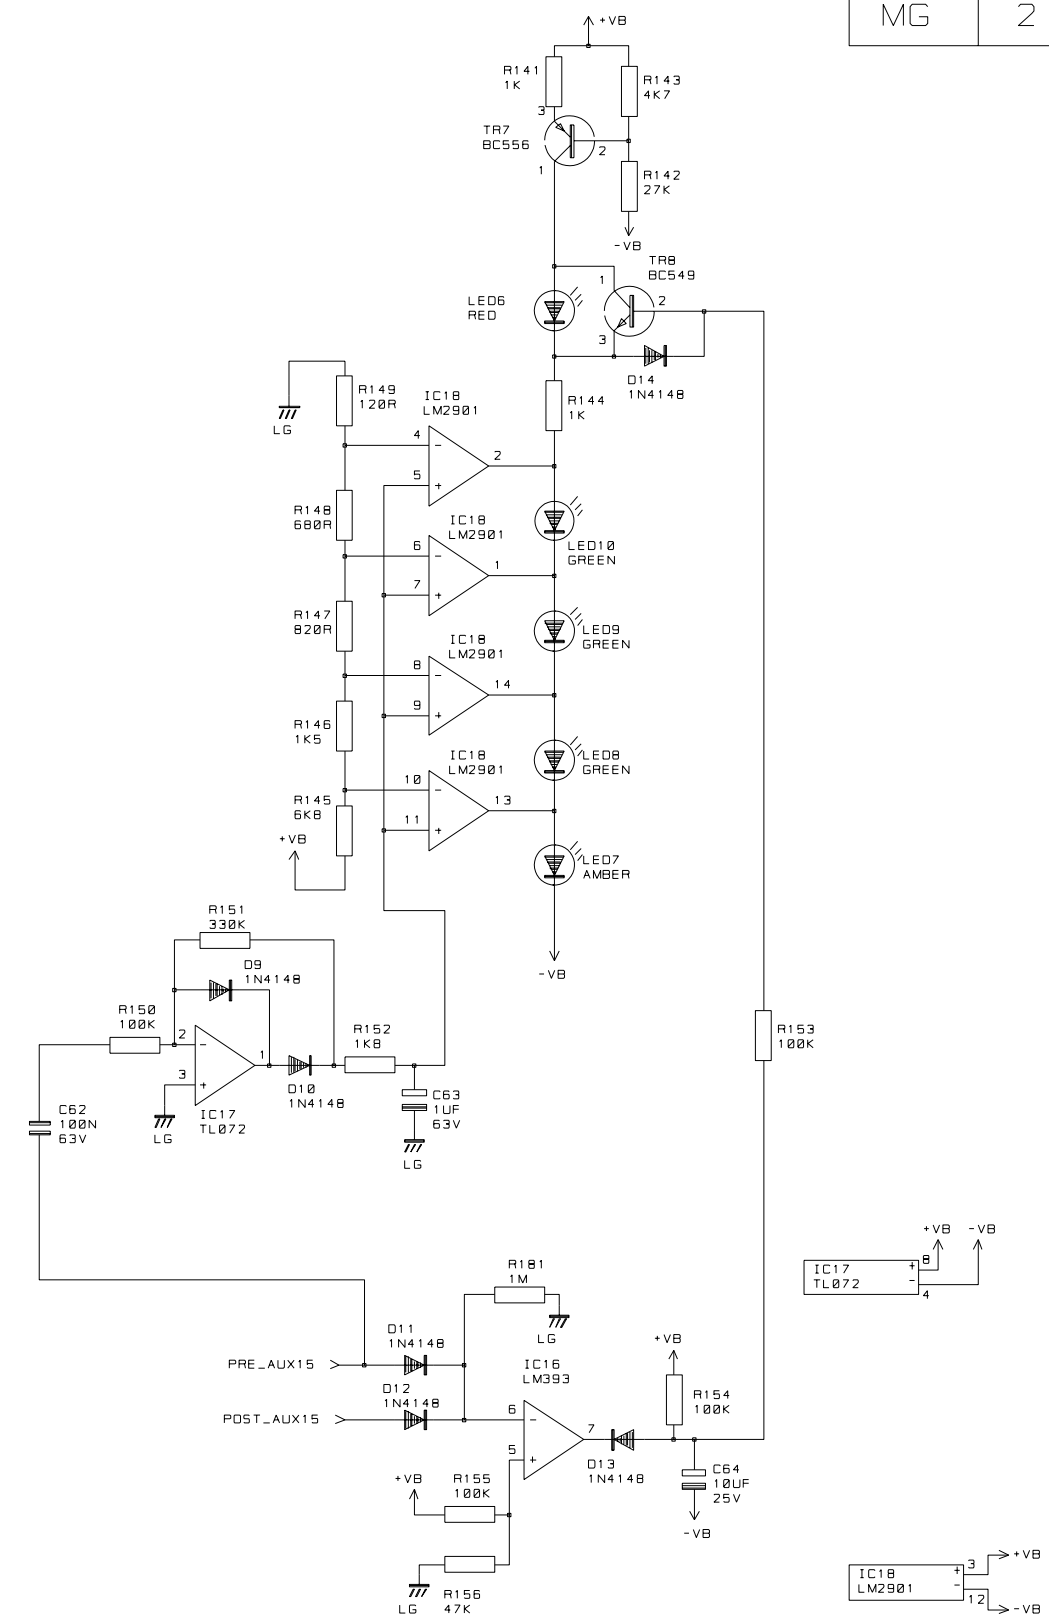 MG 2
+VB
R141
1K
R143
4K7
3
TR7
BC556
2
1
R142
27K
-VB
TR8
BC549
1
2
LED6
RED
3
D14
1N4148
R149
120R
LG
IC18
LM2901
R144
1K
4
-
2
5
+
R148
680R
IC18
LM2901
LED10
GREEN
6
-
1
7
+
R147
820R
IC18
LM2901
LED9
GREEN
8
-
14
9
+
R146
1K5
IC18
LM2901
LED8
GREEN
10
-
13
11
+
R145
6K8
+VB
LED7
AMBER
-VB
R151
330K
D9
1N4148
R150
100K
2
-
1
3
+
R152
1K8
R153
100K
D10
1N4148
C63
1UF
63V
LG
C62
100N
63V
LG
IC17
TL072
+VB -VB
IC17
TL072
+
-
8
4
R181
1M
LG
D11
1N4148
PRE_AUX15
D12
1N4148
POST_AUX15
IC16
LM393
6
-
7
5
+
+VB
R154
100K
D13
1N4148
C64
10UF
25V
-VB
+VB
R155
100K
LG
R156
47K
IC18
LM2901
+
-
3
12
+VB
-VB